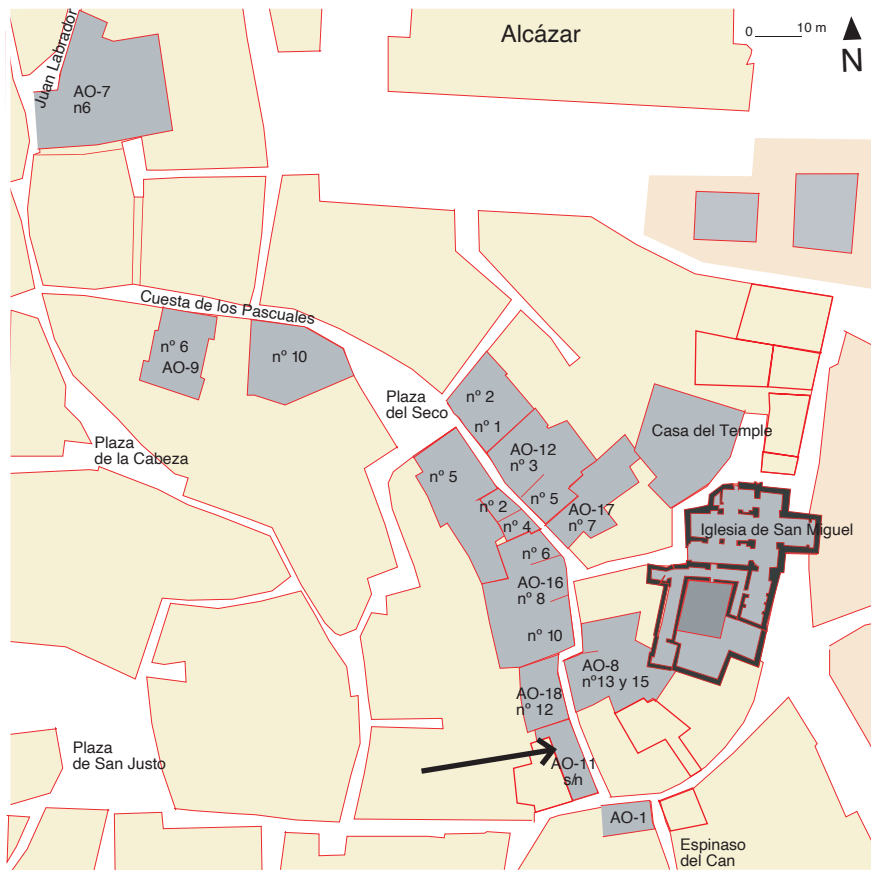 Alcázar
0 10 m
N
Juan Labrador
AO-7
n6
Cuesta de los Pascuales
nº 6
AO-9
nº 10
Plaza
del Seco
nº 2
nº 1
AO-12
nº 3
nº 5
Casa del Temple
Plaza
de la Cabeza
nº 5
nº 2
nº 4
AO-17
nº 7
Iglesia de San Miguel
nº 6
AO-16
nº 8
nº 10
AO-8
nº13 y 15
AO-18
nº 12
Plaza
de San Justo
AO-11
s/n
AO-1
Espinaso
del Can